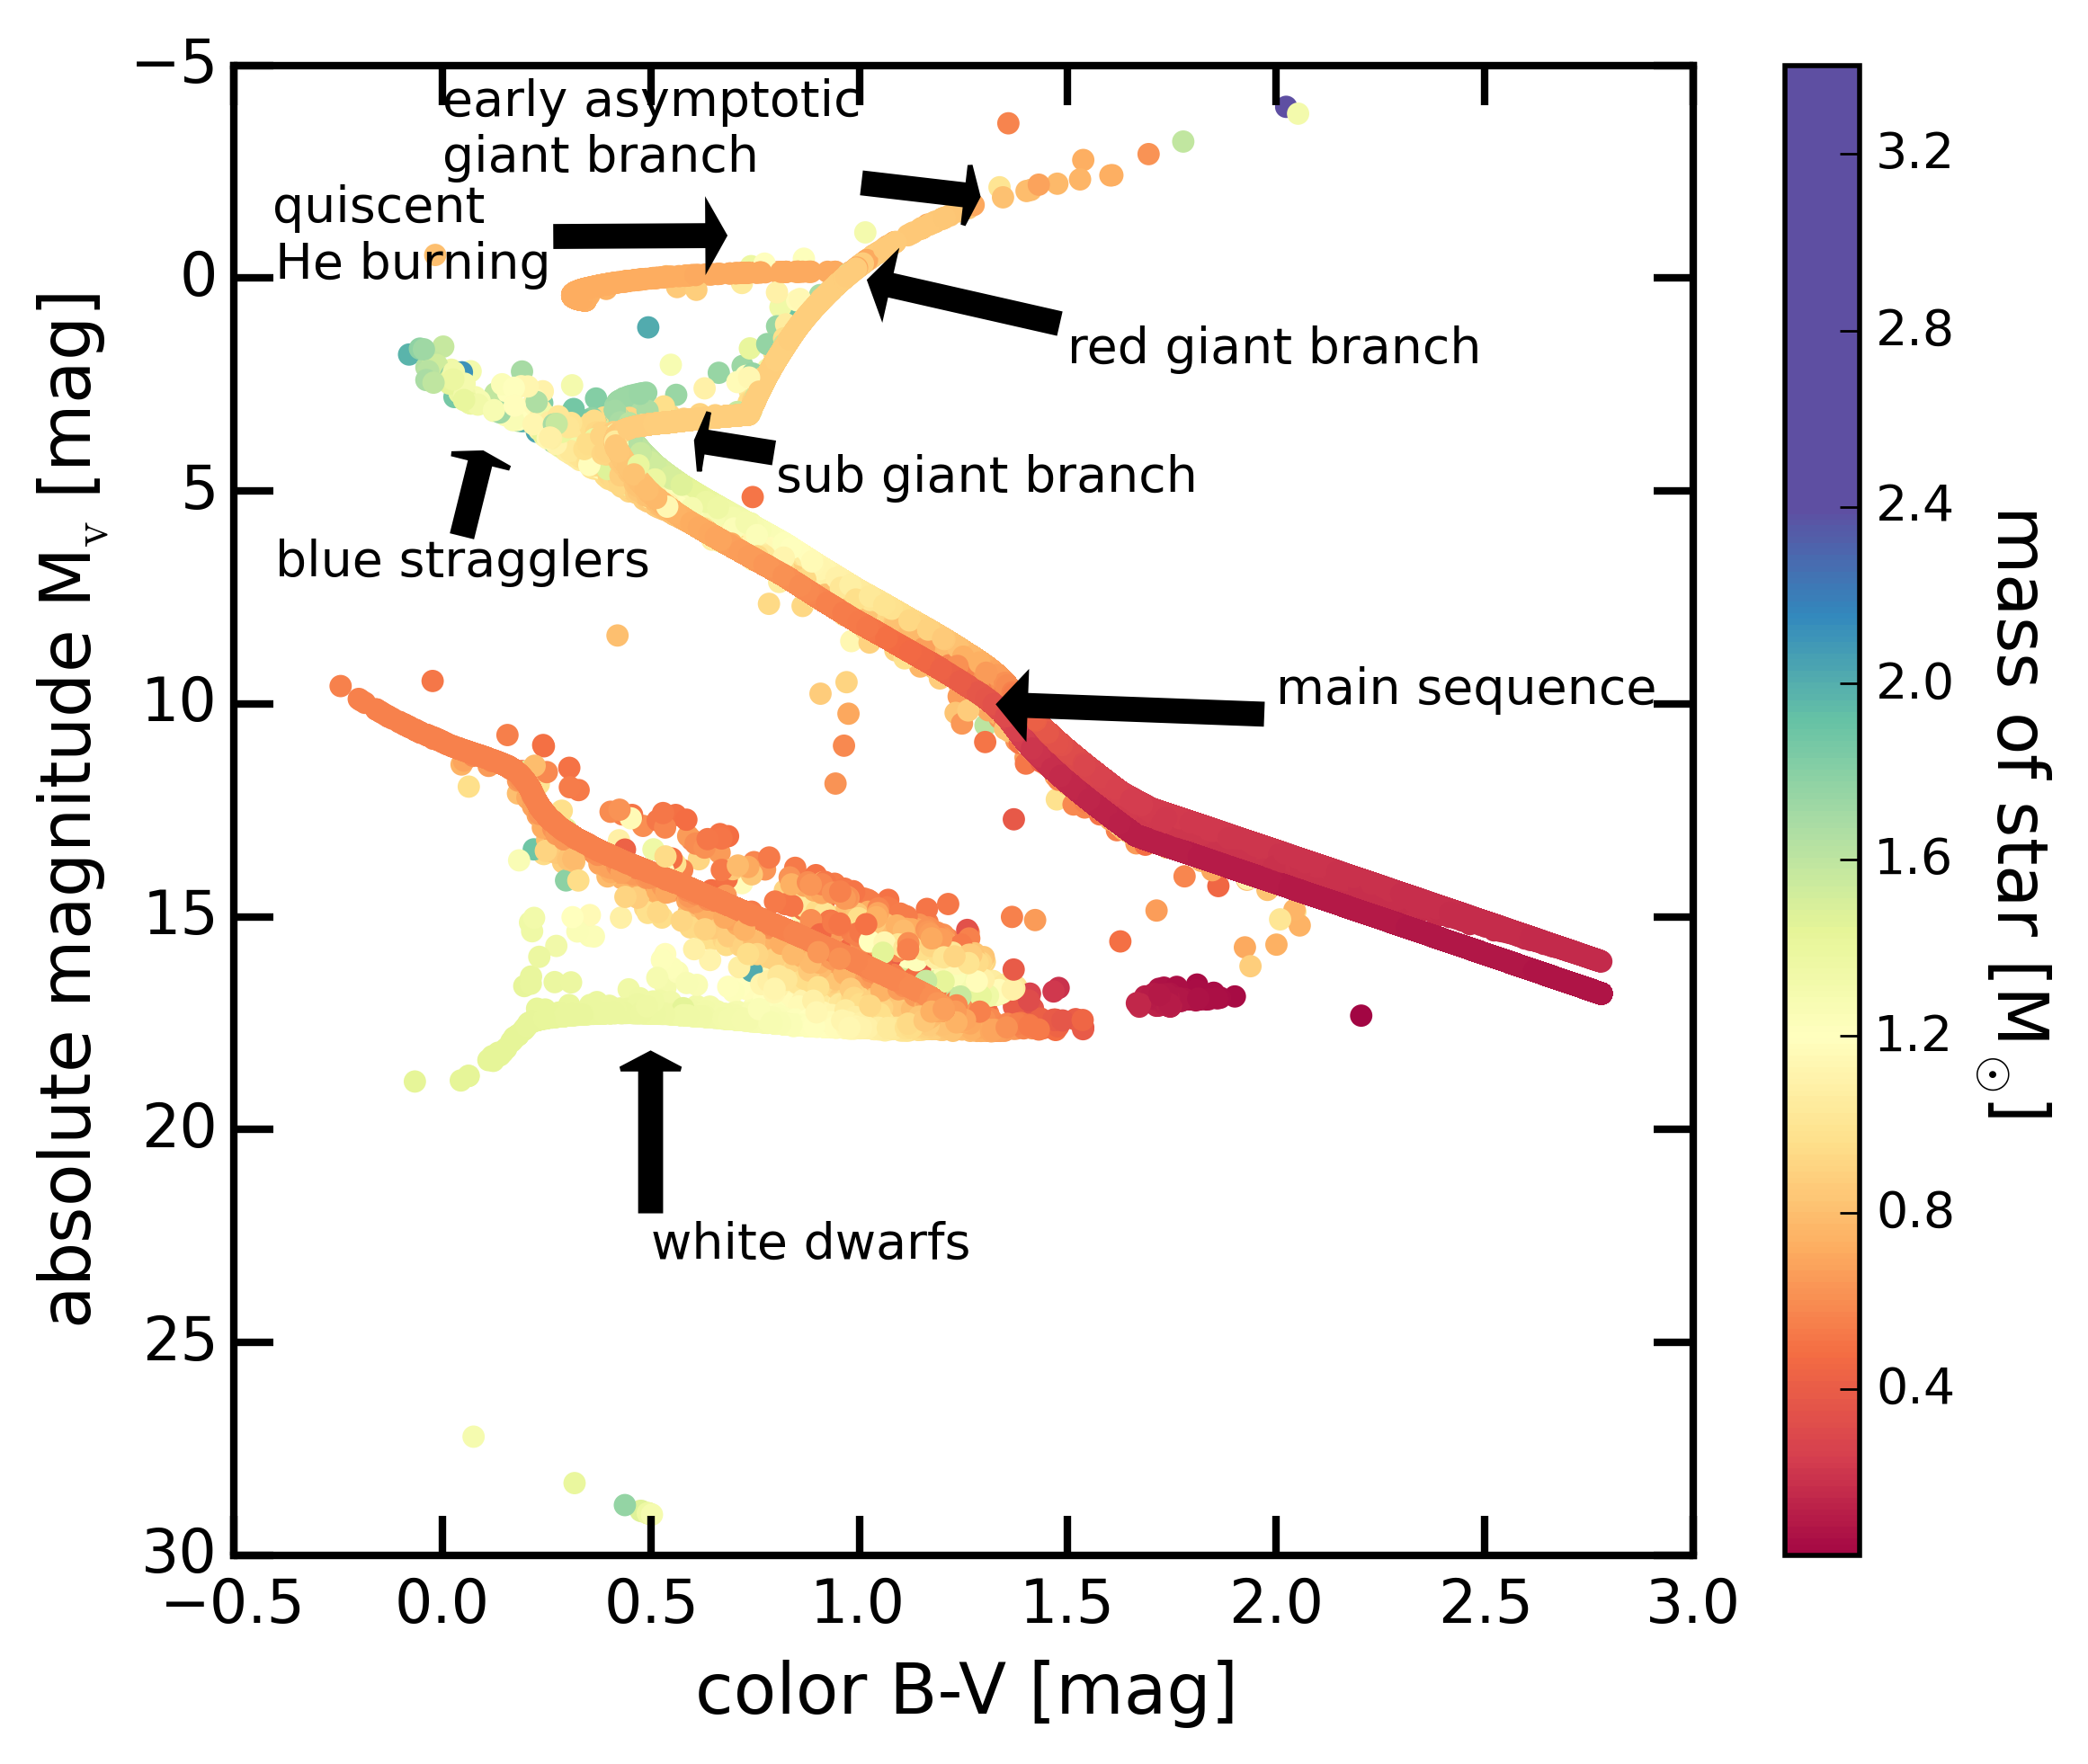 −5
0
5
10
15
20
25
30
absolute magnitude Mv [mag]
early asymptotic
giant branch
quiscent
He burning
red giant branch
sub giant branch
blue stragglers
main sequence
white dwarfs
−0.5 0.0 0.5 1.0 1.5 2.0 2.5 3.0
color B-V [mag]
3.2
2.8
2.4
2.0
1.6
1.2
0.8
0.4
mass of star [M☉]